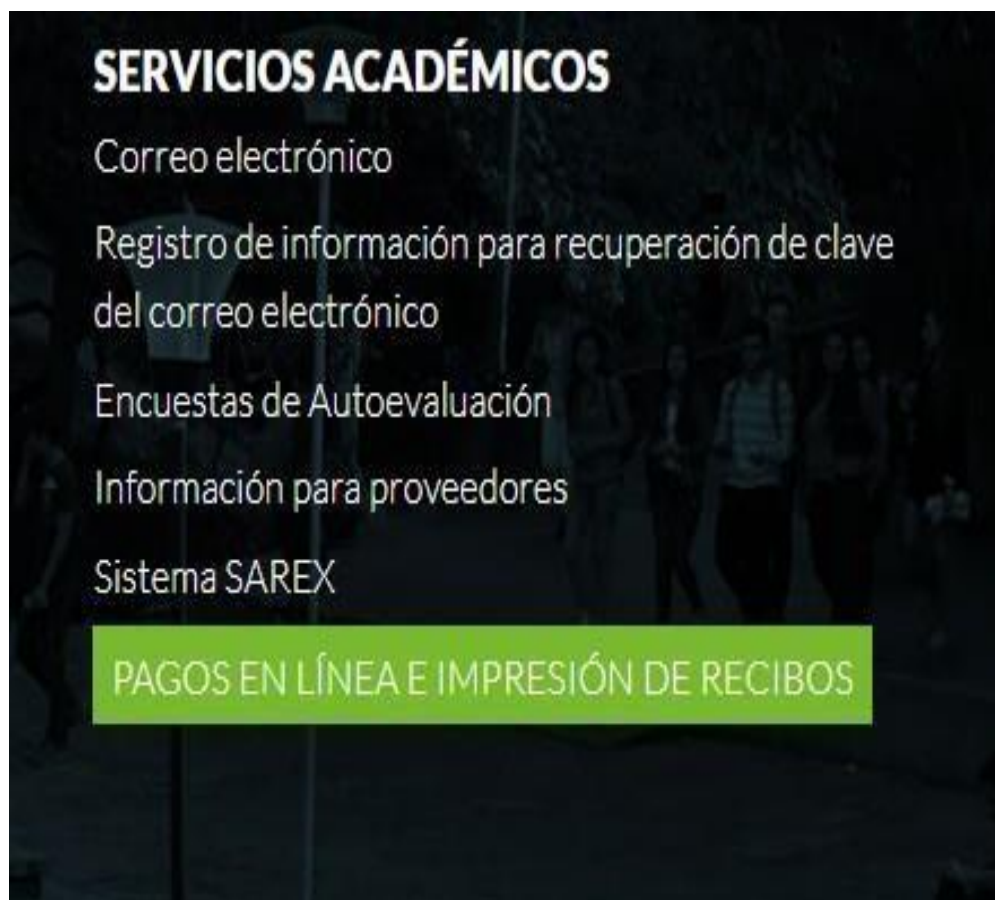 SERVICIOS ACADÉMICOS
Correo electrónico
Registro de información para recuperación de clave
del correo electrónico
Encuestas de Autoevaluación
Información para proveedores
Sistema SAREX
PAGOS EN LÍNEA E IMPRESIÓN DE RECIBOS